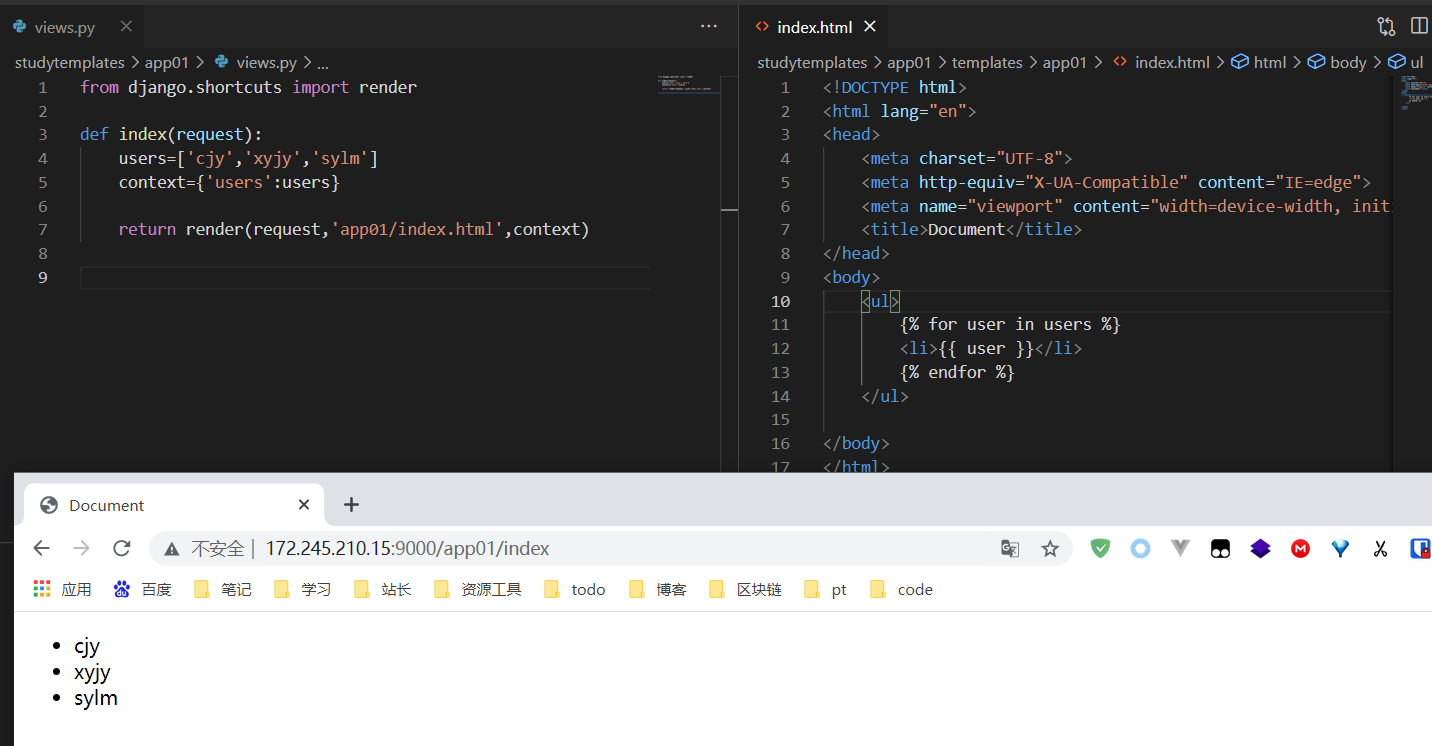 views.py
studytemplates > app01 > views.py > ...
1 from django.shortcuts import render
2
3 def index(request):
4 users=['cjy','xyjy','sylm']
5 context={'users':users}
6
7 return render(request,'app01/index.html',context)
8
9
index.html
studytemplates > app01 > templates > app01 > index.html > html > body > ul
1 <!DOCTYPE html>
2 <html lang="en">
3 <head>
4 <meta charset="UTF-8">
5 <meta http-equiv="X-UA-Compatible" content="IE=edge">
6 <meta name="viewport" content="width=device-width, initi
7 <title>Document</title>
8 </head>
9 <body>
10 <ul>
11 {% for user in users %}
12 <li>{{ user }}</li>
13 {% endfor %}
14 </ul>
15
16 </body>
17 </html>
Document
不安全 | 172.245.210.15:9000/app01/index
应用 百度 笔记 学习 站长 资源工具 todo 博客 区块链 pt code
• cjy
• xyjy
• sylm